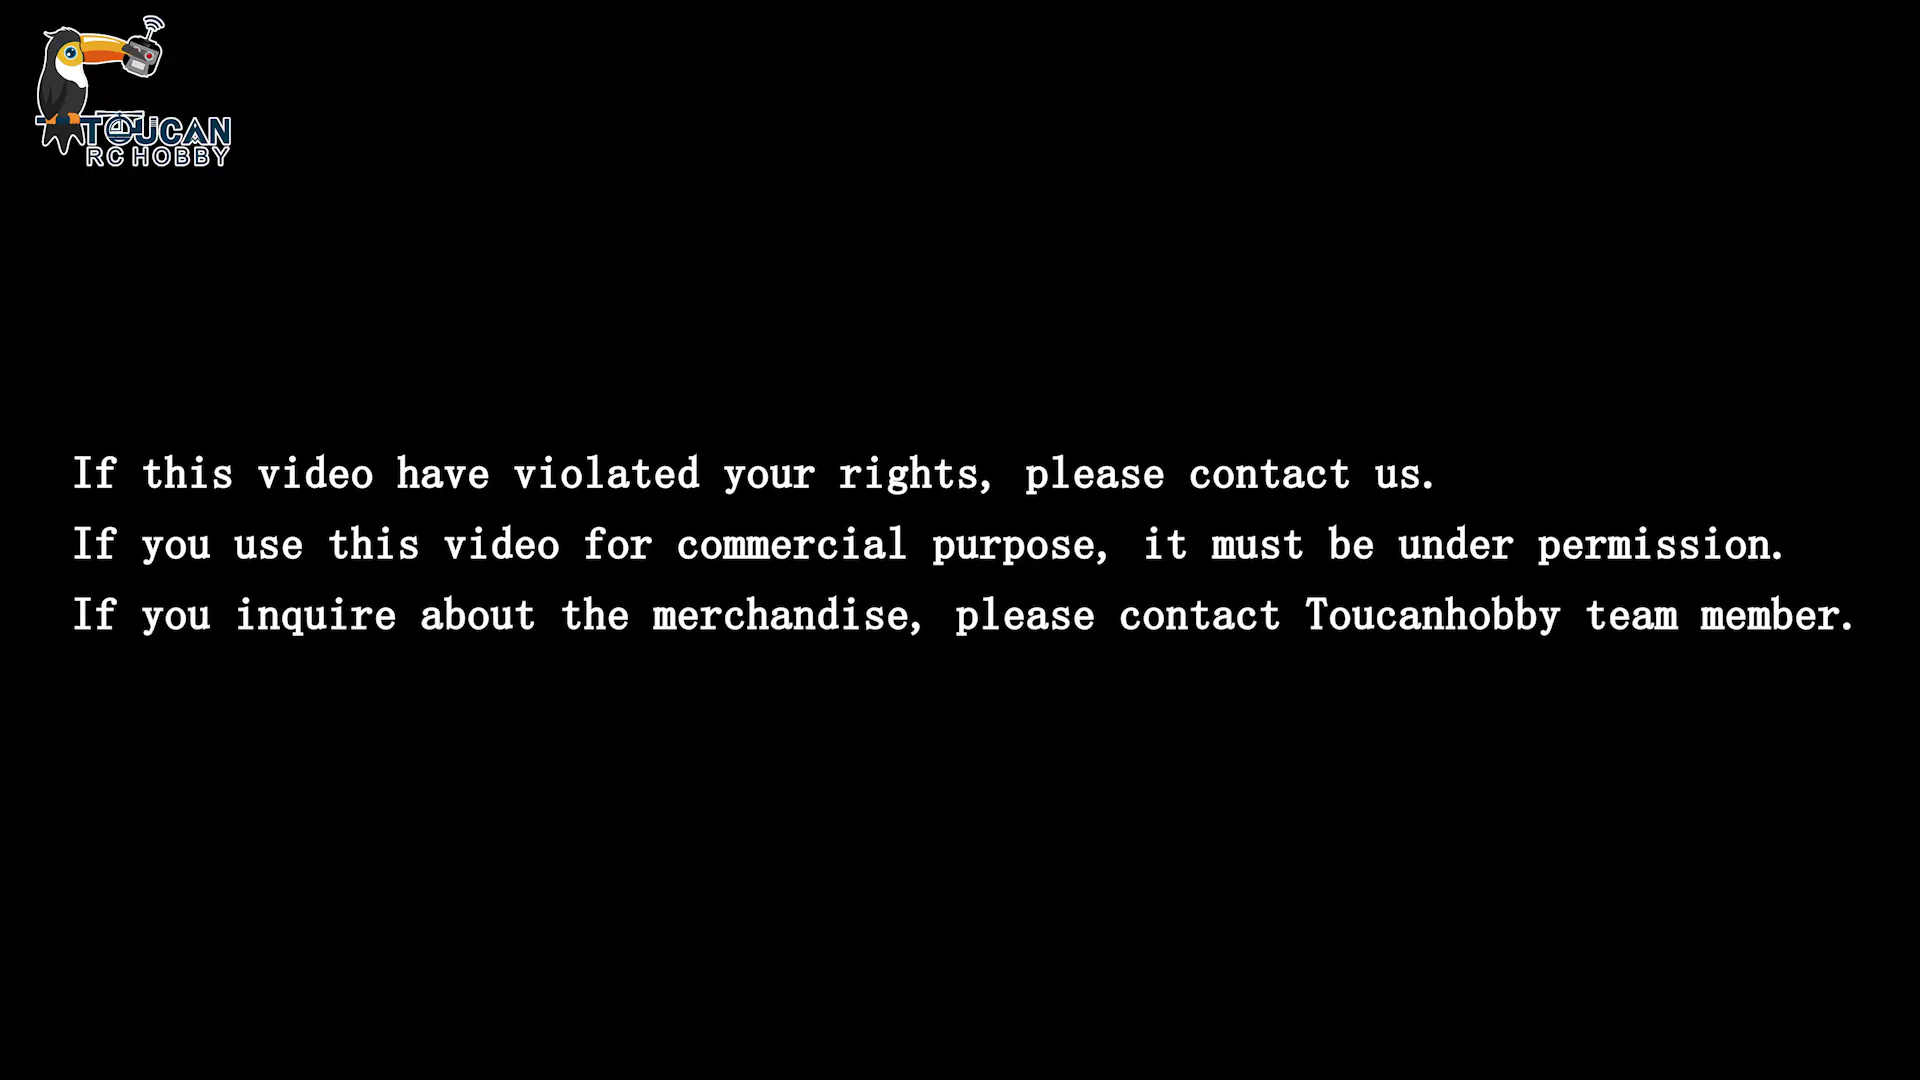 TOUCAN
RC HOBBY
If this video have violated your rights, please contact us.
If you use this video for commercial purpose, it must be under permission.
If you inquire about the merchandise, please contact Toucanhobby team member.